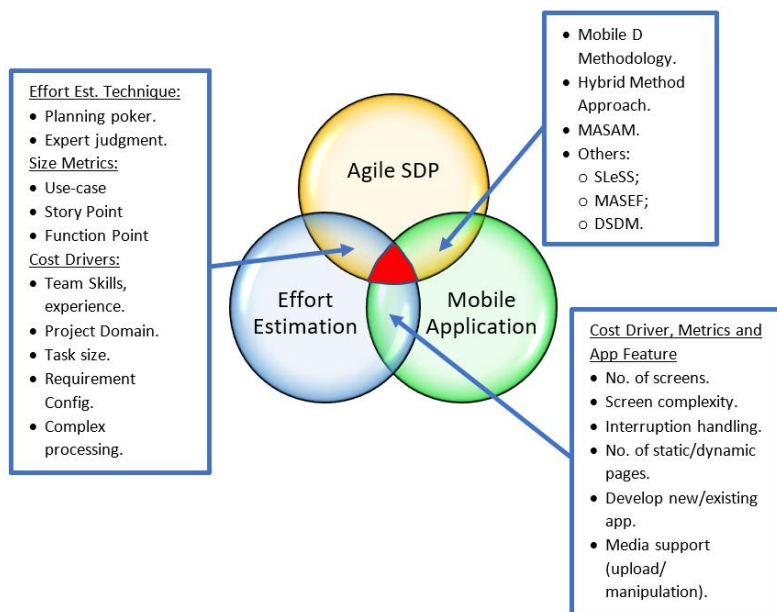 Effort Est. Technique:
• Planning poker.
• Expert judgment.
Size Metrics:
• Use-case
• Story Point
• Function Point
Cost Drivers:
• Team Skills,
experience.
• Project Domain.
• Task size.
• Requirement
Config.
• Complex
processing.
Agile SDP
Effort
Estimation
Mobile
Application
• Mobile D
Methodology.
• Hybrid Method
Approach.
• MASAM.
• Others:
○ SLeSS;
○ MASEF;
○ DSDM.
Cost Driver, Metrics and
App Feature
• No. of screens.
• Screen complexity.
• Interruption handling.
• No. of static/dynamic
pages.
• Develop new/existing
app.
• Media support
(upload/
manipulation).